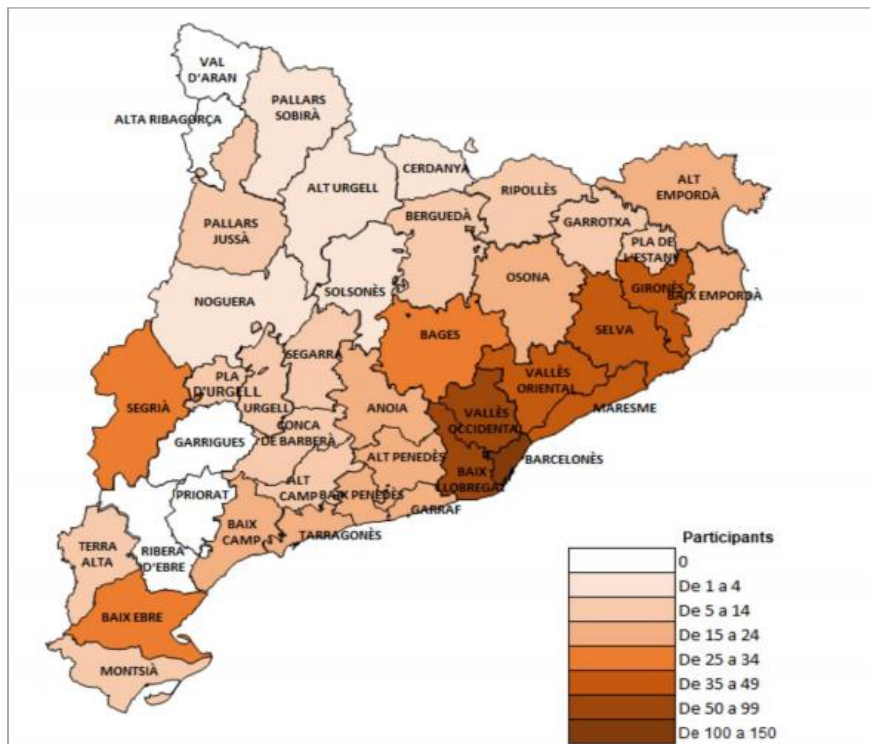 VAL
D'ARAN
PALLARS
SOBIRÀ
ALTA RIBAGORÇA
CERDANYA
ALT URGELL
RIPOLLÈS
ALT
EMPORDÀ
BERGUEDÀ
GARROTXA
PALLARS
JUSSÀ
PLA DE
L'ESTANY
OSONA
GIRONÈS
BAIX EMPORDÀ
SOLSONÈS
NOGUERA
SELVA
BAGES
SEGARRA
VALLÈS
ORIENTAL
PLA
D'URGELL
SEGRIÀ
URGELL
ANOIA
VALLÈS
OCCIDENTAL
MARESME
GARRIGUES
CONCA
DE BARBERÀ
ALT PENEDÈS
BARCELONÈS
BAIX
LLOBREGAT
ALT
CAMP
BAIX PENEDÈS
PRIORAT
GARRAF
BAIX
CAMP
TARRAGONÈS
TERRA
ALTA
RIBERA
D'EBRE
BAIX EBRE
MONTSIÀ
Participants
0
De 1 a 4
De 5 a 14
De 15 a 24
De 25 a 34
De 35 a 49
De 50 a 99
De 100 a 150